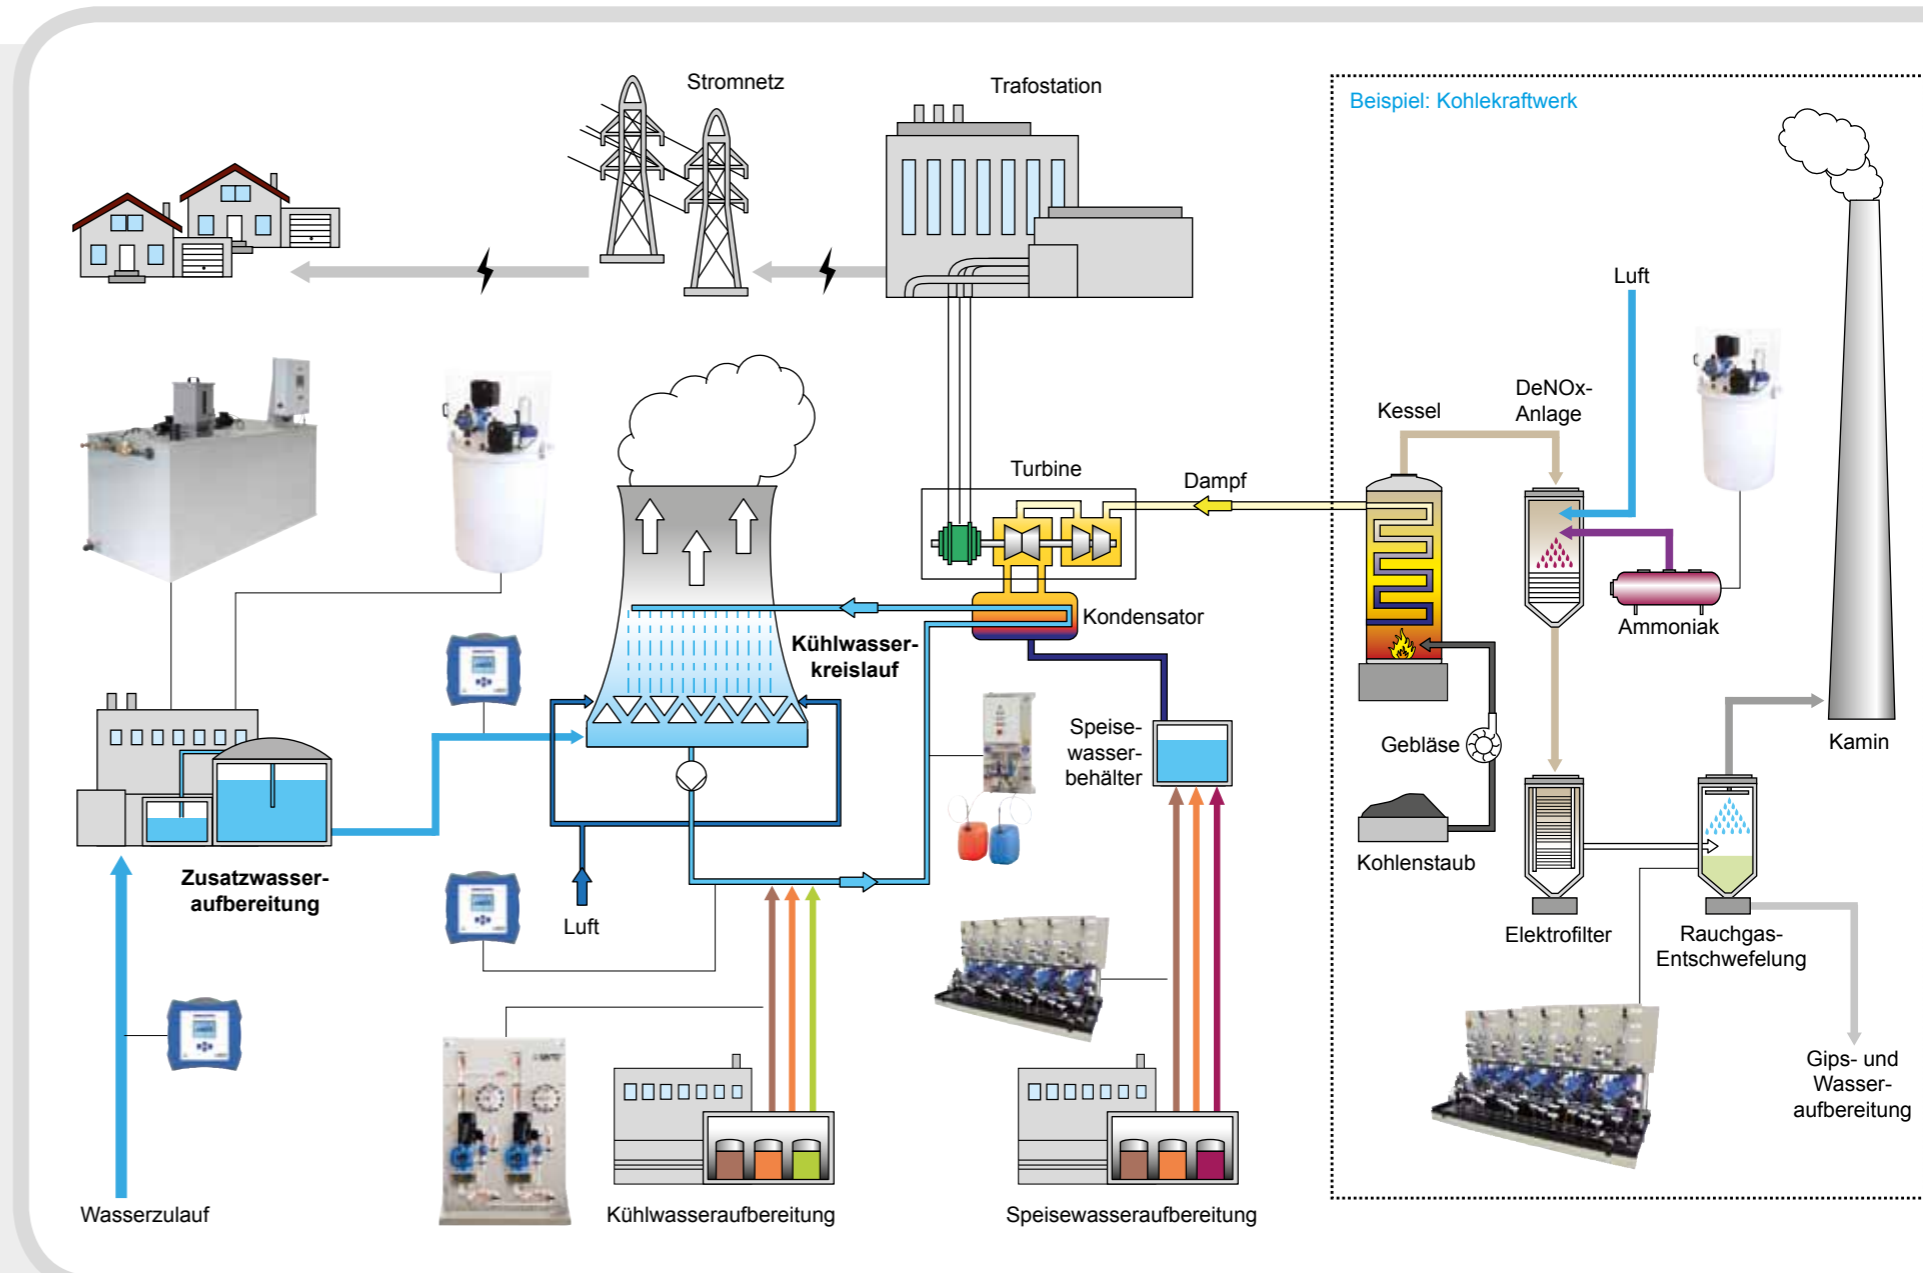 Stromnetz
Trafostation
Beispiel: Kohlekraftwerk
Luft
DeNOx-
Anlage
Kessel
Turbine
Dampf
Kondensator
Ammoniak
Kühlwasser-
kreislauf
Speise-
wasser-
behälter
Gebläse
Kamin
Kohlenstaub
Zusatzwasser-
aufbereitung
Luft
Elektrofilter
Rauchgas-
Entschwefelung
Gips- und
Wasser-
aufbereitung
Wasserzulauf
Kühlwasseraufbereitung
Speisewasseraufbereitung